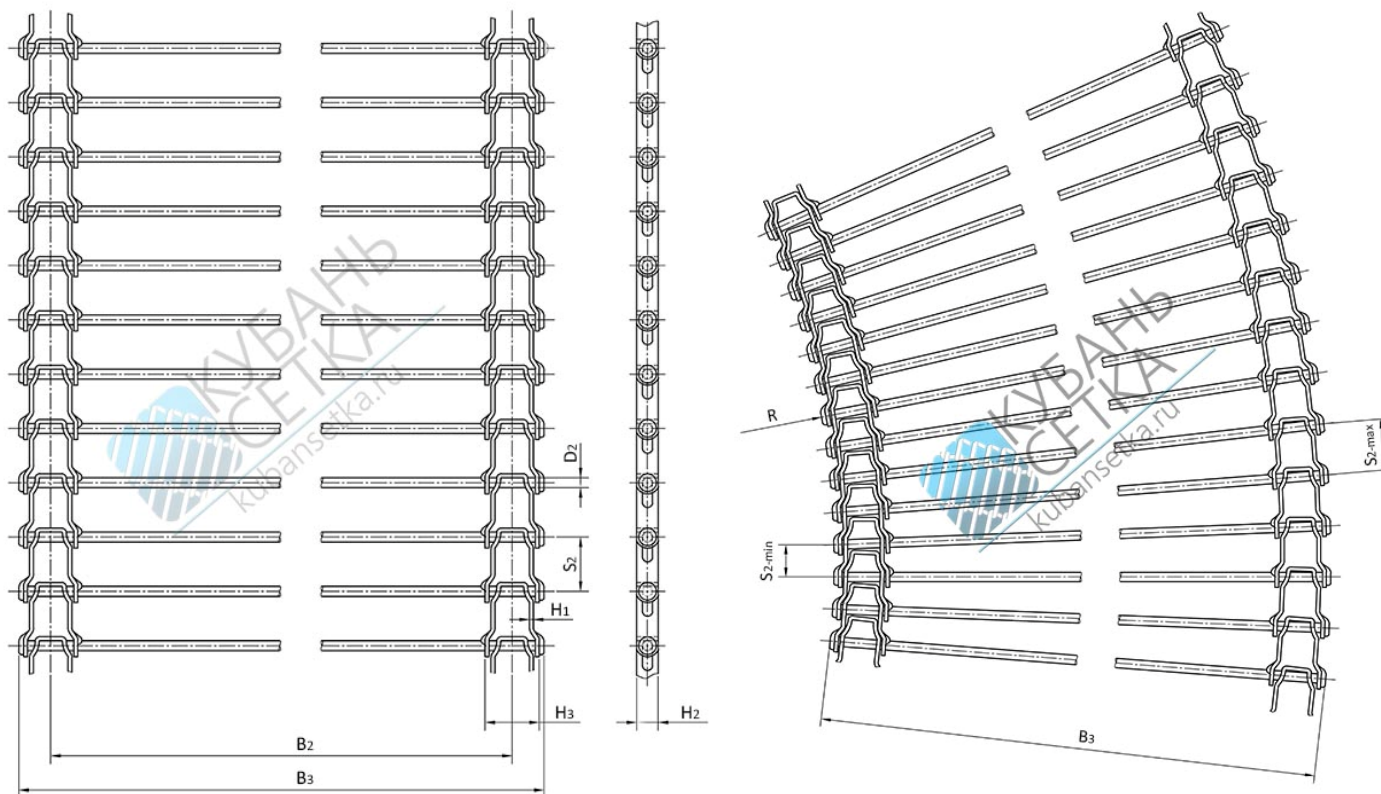 КУБАНЬ
СЕТКА
kubansetka.ru
D2
S2
H1
H3
H2
B2
B3
КУБАНЬ
СЕТКА
kubansetka.ru
R
S2-max
S2-min
B3